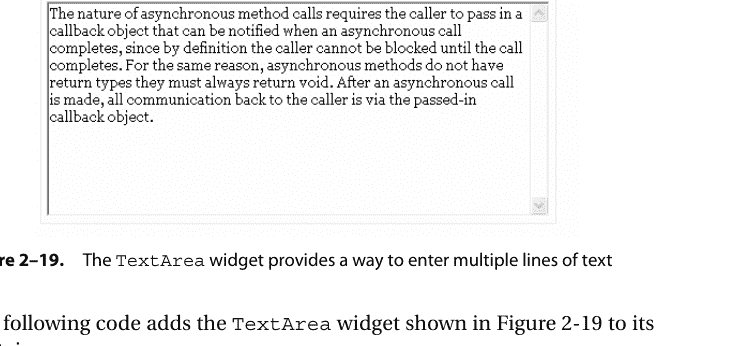 The nature of asynchronous method calls requires the caller to pass in a
callback object that can be notified when an asynchronous call
completes, since by definition the caller cannot be blocked until the call
completes. For the same reason, asynchronous methods do not have
return types they must always return void. After an asynchronous call
is made, all communication back to the caller is via the passed-in
callback object.
re 2–19. The TextArea widget provides a way to enter multiple lines of text
following code adds the TextArea widget shown in Figure 2-19 to its